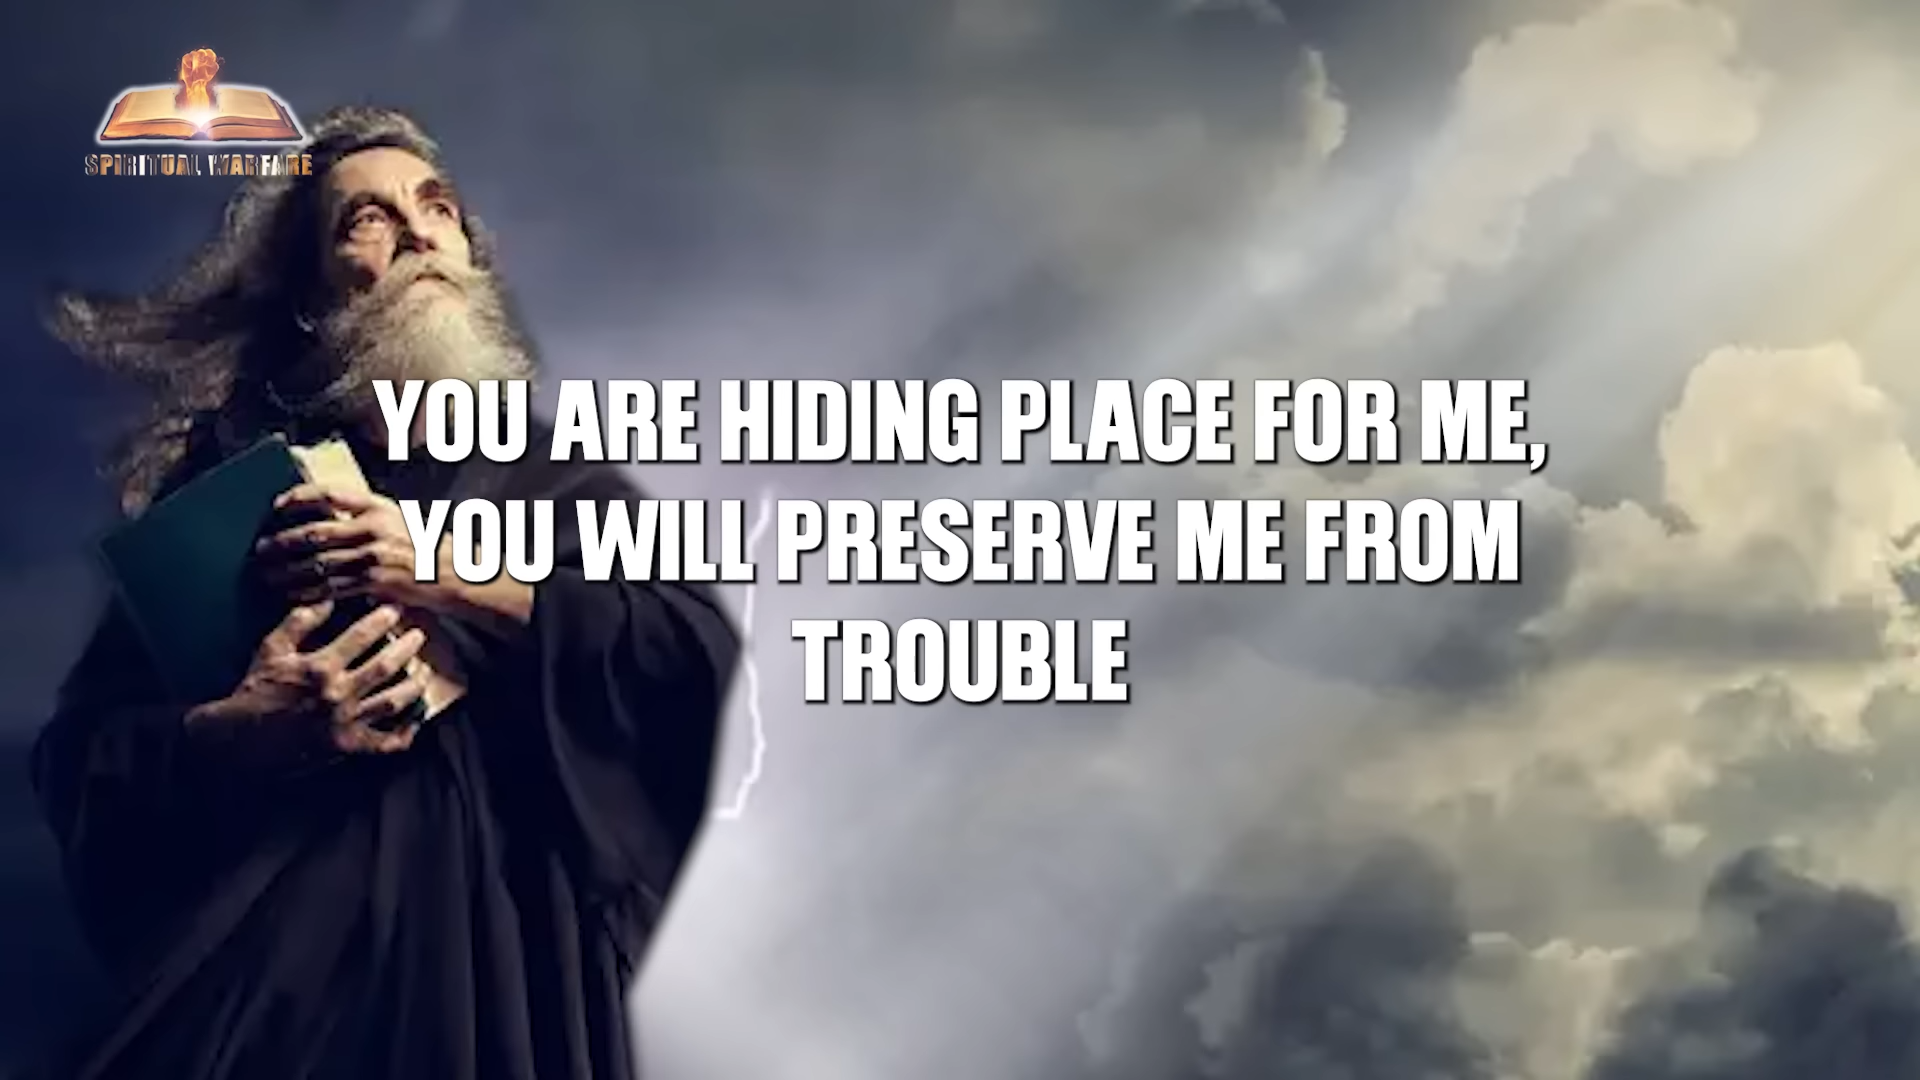 SPIRITUAL WARFARE
YOU ARE HIDING PLACE FOR ME,
YOU WILL PRESERVE ME FROM
TROUBLE